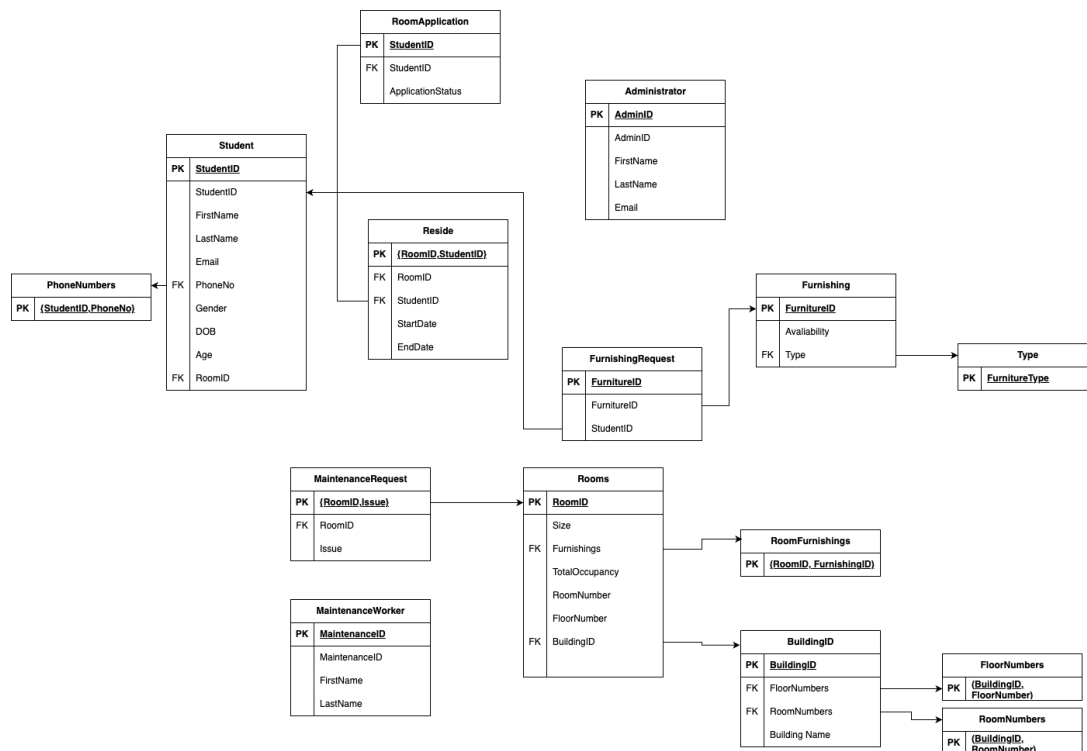 RoomApplication
PK StudentID
FK StudentID
ApplicationStatus
Administrator
PK AdminID
AdminID
FirstName
LastName
Email
Student
PK StudentID
StudentID
FirstName
LastName
Email
FK PhoneNo
Gender
DOB
Age
FK RoomID
Reside
PK {RoomID,StudentID}
FK RoomID
FK StudentID
StartDate
EndDate
PhoneNumbers
PK {StudentID,PhoneNo}
Furnishing
PK FurnitureID
Avaliability
FK Type
FurnishingRequest
PK FurnitureID
FurnitureID
StudentID
Type
PK FurnitureType
MaintenanceRequest
PK {RoomID,Issue}
FK RoomID
Issue
Rooms
PK RoomID
Size
FK Furnishings
TotalOccupancy
RoomNumber
FloorNumber
FK BuildingID
RoomFurnishings
PK (RoomID, FurnishingID)
MaintenanceWorker
PK MaintenanceID
MaintenanceID
FirstName
LastName
BuildingID
PK BuildingID
FK FloorNumbers
FK RoomNumbers
Building Name
FloorNumbers
PK (BuildingID,
FloorNumber)
RoomNumbers
PK (BuildingID,
RoomNumber)